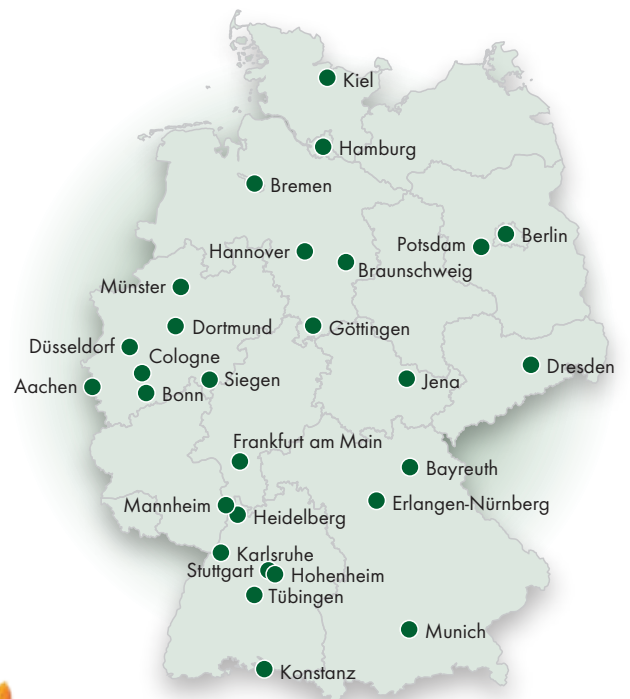 Kiel
Hamburg
Bremen
Berlin
Potsdam
Hannover
Braunschweig
Münster
Dortmund
Göttingen
Düsseldorf
Cologne
Dresden
Aachen
Siegen
Jena
Bonn
Frankfurt am Main
Bayreuth
Mannheim
Erlangen-Nürnberg
Heidelberg
Karlsruhe
Stuttgart
Hohenheim
Tübingen
Munich
Konstanz